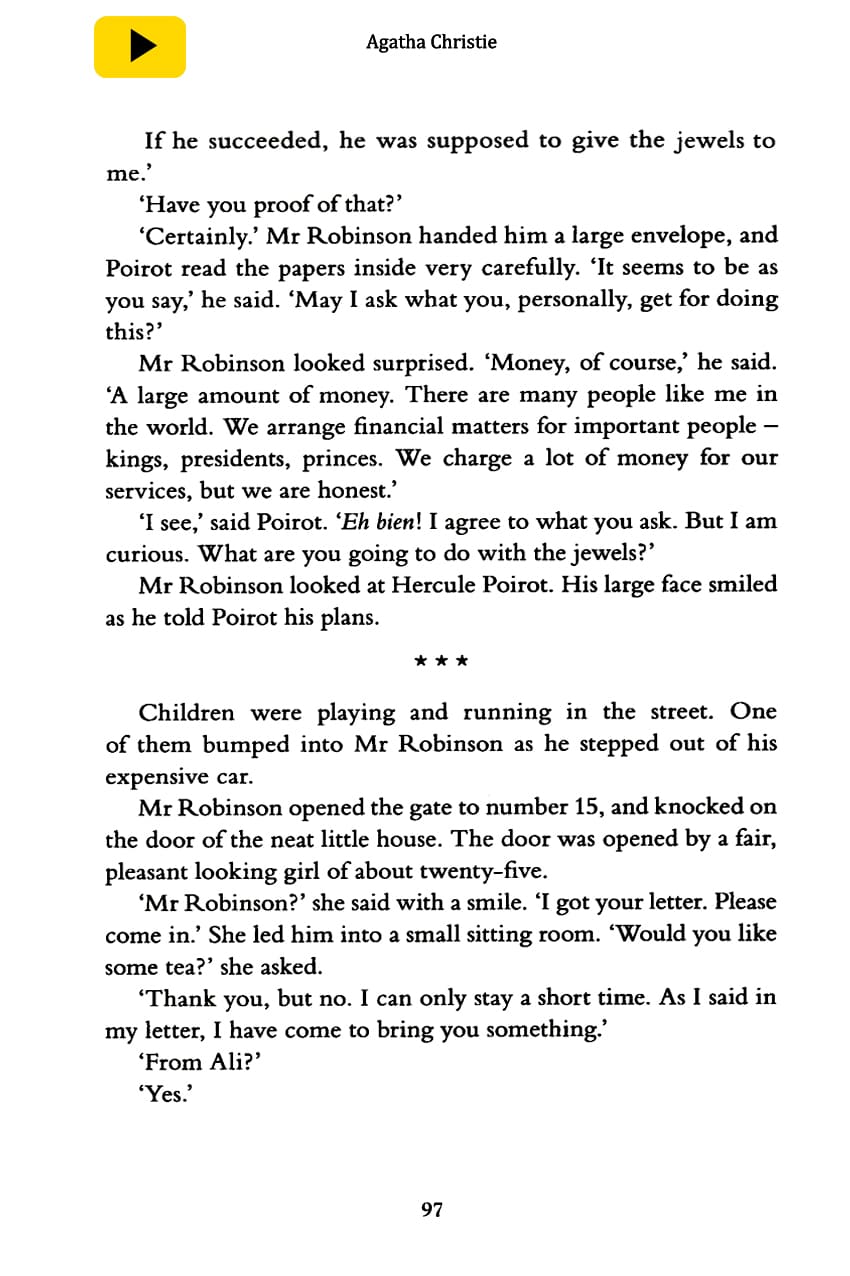 Agatha Christie
If he succeeded, he was supposed to give the jewels to
me.’
‘Have you proof of that?’
‘Certainly.’ Mr Robinson handed him a large envelope, and
Poirot read the papers inside very carefully. ‘It seems to be as
you say,’ he said. ‘May I ask what you, personally, get for doing
this?’
Mr Robinson looked surprised. ‘Money, of course,’ he said.
‘A large amount of money. There are many people like me in
the world. We arrange financial matters for important people –
kings, presidents, princes. We charge a lot of money for our
services, but we are honest.’
‘I see,’ said Poirot. ‘Eh bien! I agree to what you ask. But I am
curious. What are you going to do with the jewels?’
Mr Robinson looked at Hercule Poirot. His large face smiled
as he told Poirot his plans.
★ ★ ★
Children were playing and running in the street. One
of them bumped into Mr Robinson as he stepped out of his
expensive car.
Mr Robinson opened the gate to number 15, and knocked on
the door of the neat little house. The door was opened by a fair,
pleasant looking girl of about twenty-five.
‘Mr Robinson?’ she said with a smile. ‘I got your letter. Please
come in.’ She led him into a small sitting room. ‘Would you like
some tea?’ she asked.
‘Thank you, but no. I can only stay a short time. As I said in
my letter, I have come to bring you something.’
‘From Ali?’
‘Yes.’
97